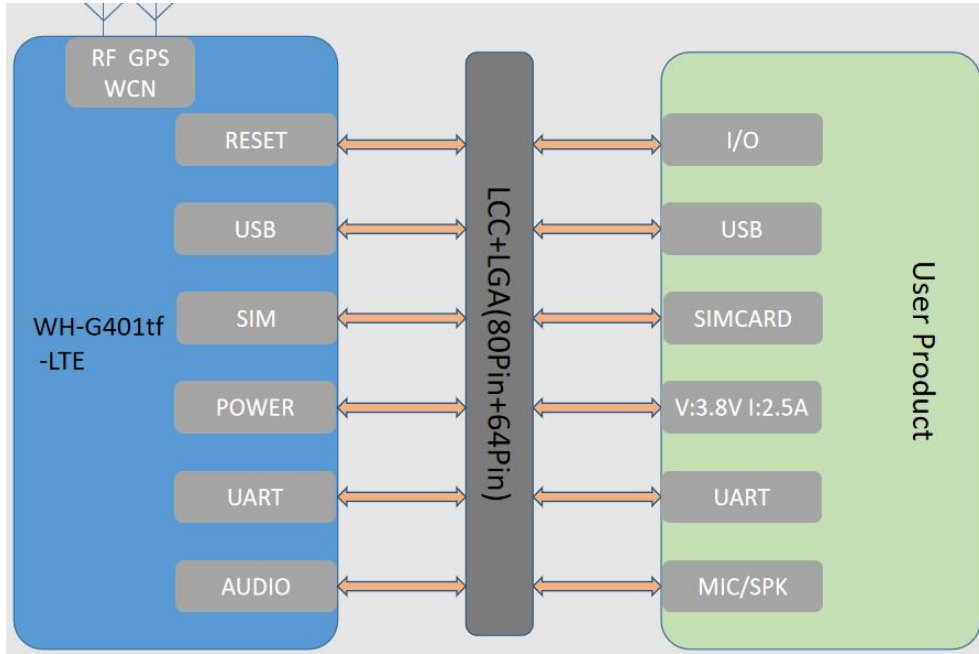 RF GPS
WCN
RESET
USB
SIM
POWER
UART
AUDIO
WH-G401tf
-LTE
LCC+LGA(80Pin+64Pin)
I/O
USB
SIMCARD
V:3.8V I:2.5A
UART
MIC/SPK
User Product